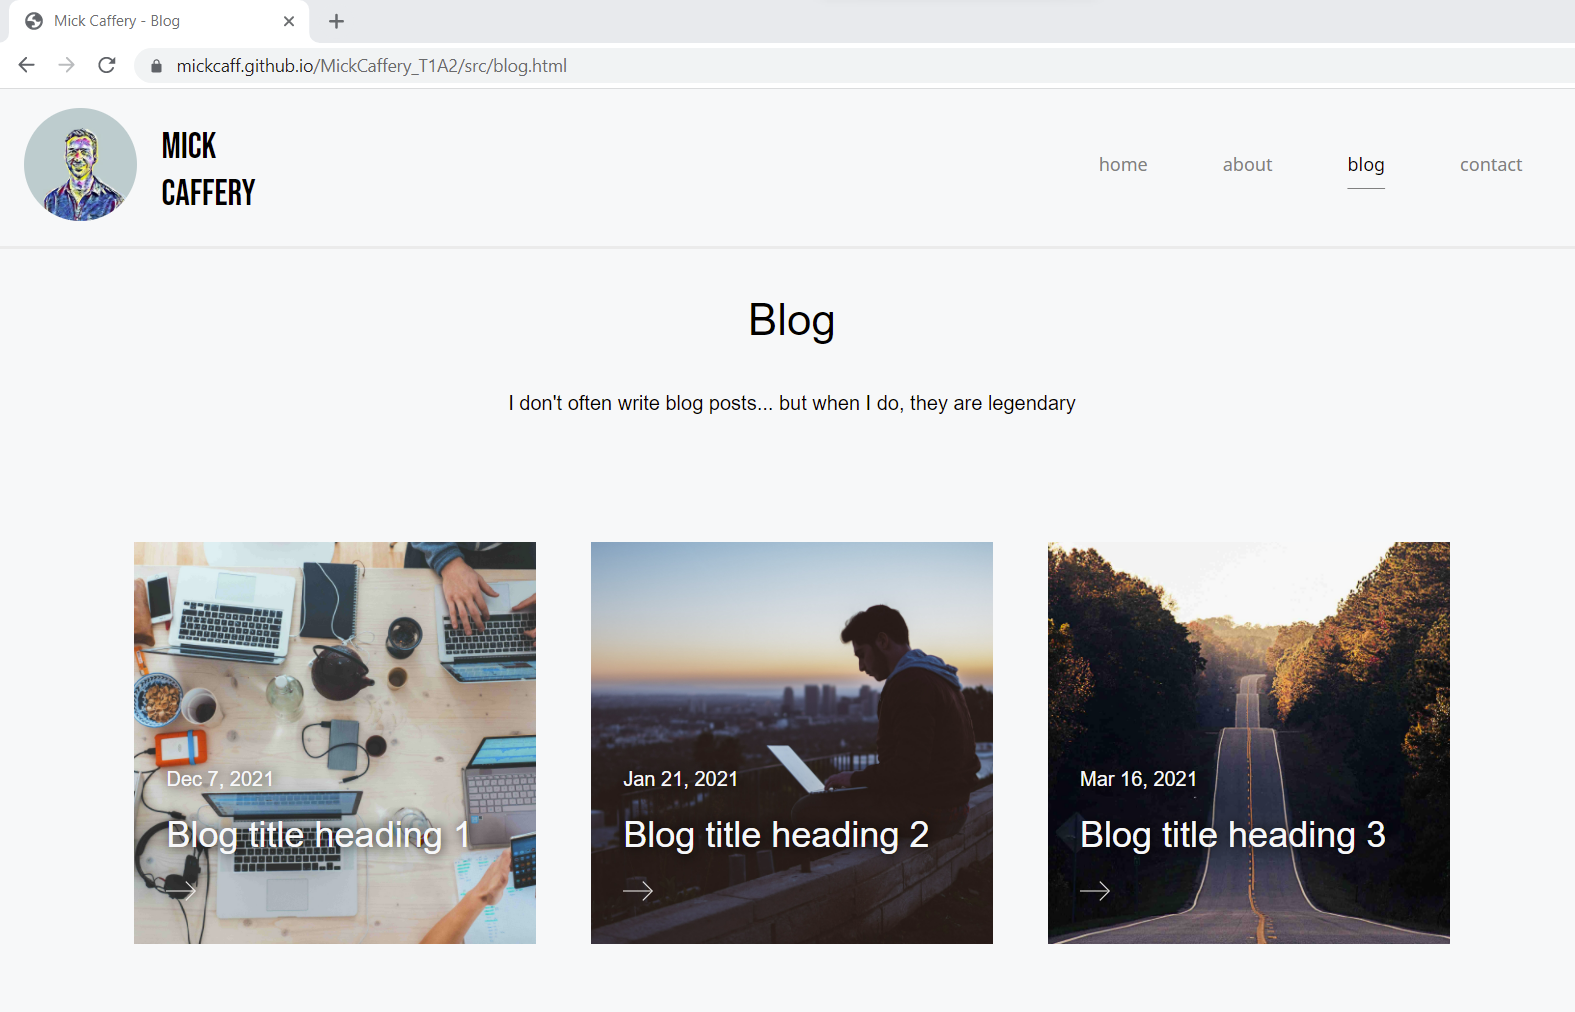 Mick Caffery - Blog
mickcaff.github.io/MickCaffery_T1A2/src/blog.html
MICK
CAFFERY
home about blog contact
Blog
I don't often write blog posts... but when I do, they are legendary
Dec 7, 2021
Blog title heading 1
Jan 21, 2021
Blog title heading 2
Mar 16, 2021
Blog title heading 3